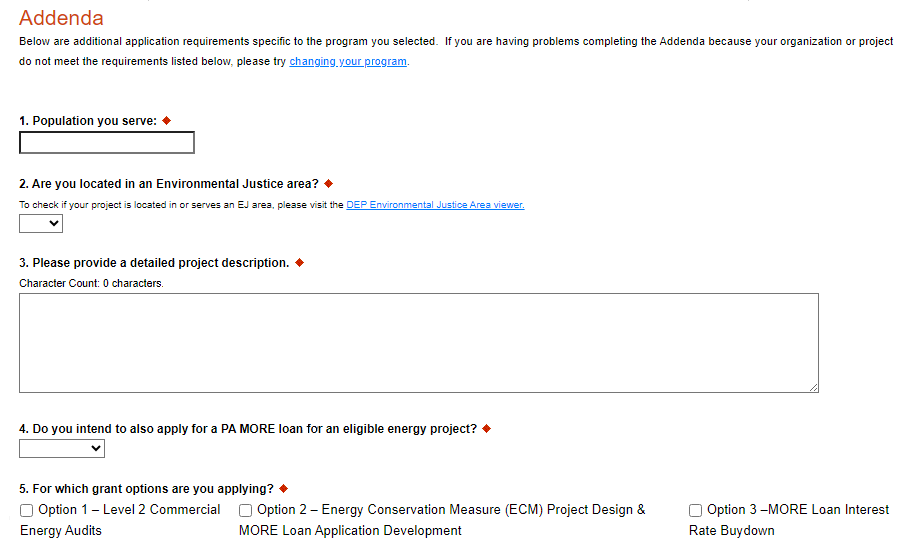 Addenda
Below are additional application requirements specific to the program you selected. If you are having problems completing the Addenda because your organization or project
do not meet the requirements listed below, please try changing your program.
1. Population you serve:
2. Are you located in an Environmental Justice area?
To check if your project is located in or serves an EJ area, please visit the DEP Environmental Justice Area viewer.
3. Please provide a detailed project description.
Character Count: 0 characters.
4. Do you intend to also apply for a PA MORE loan for an eligible energy project?
5. For which grant options are you applying?
Option 1 – Level 2 Commercial
Energy Audits
Option 2 – Energy Conservation Measure (ECM) Project Design &
MORE Loan Application Development
Option 3 –MORE Loan Interest
Rate Buydown